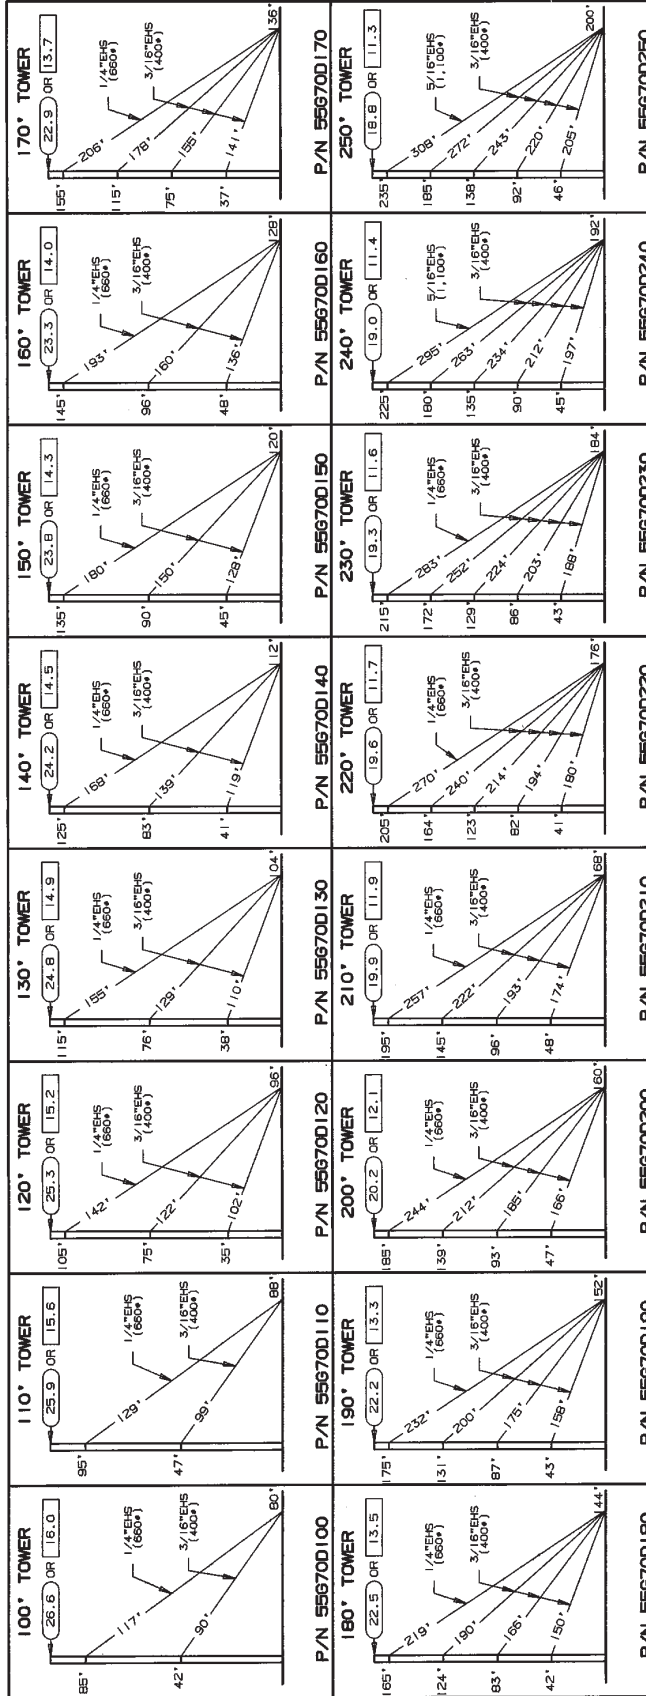 100' TOWER
26.6 OR 16.0
85'
42'
117'
90'
1/4"EHS
(660#)
3/16"EHS
(400#)
80'
P/N 55G70D100
110' TOWER
25.9 OR 15.6
95'
47'
129'
99'
1/4"EHS
(660#)
3/16"EHS
(400#)
88'
P/N 55G70D110
120' TOWER
25.3 OR 15.2
105'
75'
35'
142'
122'
102'
1/4"EHS
(660#)
3/16"EHS
(400#)
96'
P/N 55G70D120
130' TOWER
24.8 OR 14.9
115'
76'
38'
155'
129'
110'
1/4"EHS
(660#)
3/16"EHS
(400#)
104'
P/N 55G70D130
140' TOWER
24.2 OR 14.5
125'
83'
41'
168'
139'
119'
1/4"EHS
(660#)
3/16"EHS
(400#)
112'
P/N 55G70D140
150' TOWER
23.8 OR 14.3
135'
90'
45'
180'
150'
128'
1/4"EHS
(660#)
3/16"EHS
(400#)
120'
P/N 55G70D150
160' TOWER
23.3 OR 14.0
145'
96'
48'
193'
160'
136'
1/4"EHS
(660#)
3/16"EHS
(400#)
128'
P/N 55G70D160
170' TOWER
22.9 OR 13.7
155'
115'
75'
37'
206'
178'
155'
141'
1/4"EHS
(660#)
3/16"EHS
(400#)
136'
P/N 55G70D170
180' TOWER
22.5 OR 13.5
165'
124'
83'
42'
219'
190'
166'
150'
1/4"EHS
(660#)
3/16"EHS
(400#)
144'
P/N 55G70D180
190' TOWER
22.2 OR 13.3
175'
131'
87'
43'
232'
200'
175'
158'
1/4"EHS
(660#)
3/16"EHS
(400#)
152'
P/N 55G70D190
200' TOWER
20.2 OR 12.1
185'
139'
93'
47'
244'
212'
185'
166'
1/4"EHS
(660#)
3/16"EHS
(400#)
160'
P/N 55G70D200
210' TOWER
19.9 OR 11.9
195'
145'
96'
48'
257'
222'
193'
174'
1/4"EHS
(660#)
3/16"EHS
(400#)
168'
P/N 55G70D210
220' TOWER
19.6 OR 11.7
205'
164'
123'
82'
41'
270'
240'
214'
194'
180'
1/4"EHS
(660#)
3/16"EHS
(400#)
176'
P/N 55G70D220
230' TOWER
19.3 OR 11.6
215'
172'
129'
86'
43'
283'
252'
224'
203'
188'
1/4"EHS
(660#)
3/16"EHS
(400#)
184'
P/N 55G70D230
240' TOWER
19.0 OR 11.4
225'
180'
135'
90'
45'
295'
263'
234'
212'
197'
5/16"EHS
(1,100#)
3/16"EHS
(400#)
192'
P/N 55G70D240
250' TOWER
18.8 OR 11.3
235'
185'
138'
92'
46'
308'
272'
243'
220'
205'
5/16"EHS
(1,100#)
3/16"EHS
(400#)
200'
P/N 55G70D250